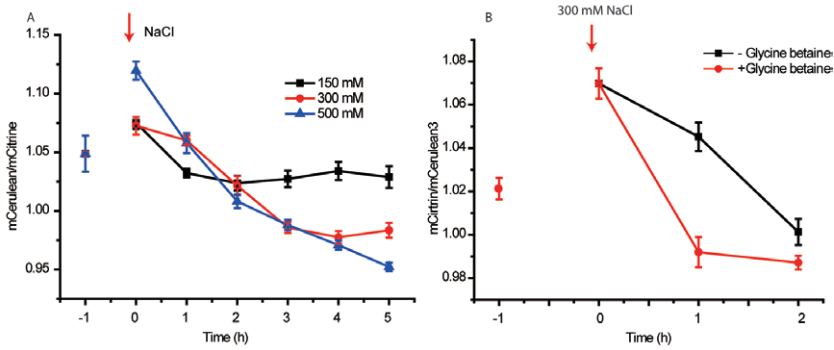 A
NaCl
150 mM
300 mM
500 mM
1.15
1.10
1.05
1.00
0.95
mCerulean/mCitrine
-1 0 1 2 3 4 5
Time (h)
B
300 mM NaCl
- Glycine betaine
+Glycine betaine
1.08
1.06
1.04
1.02
1.00
0.98
mCirtrin/mCerulean3
-1 0 1 2
Time (h)